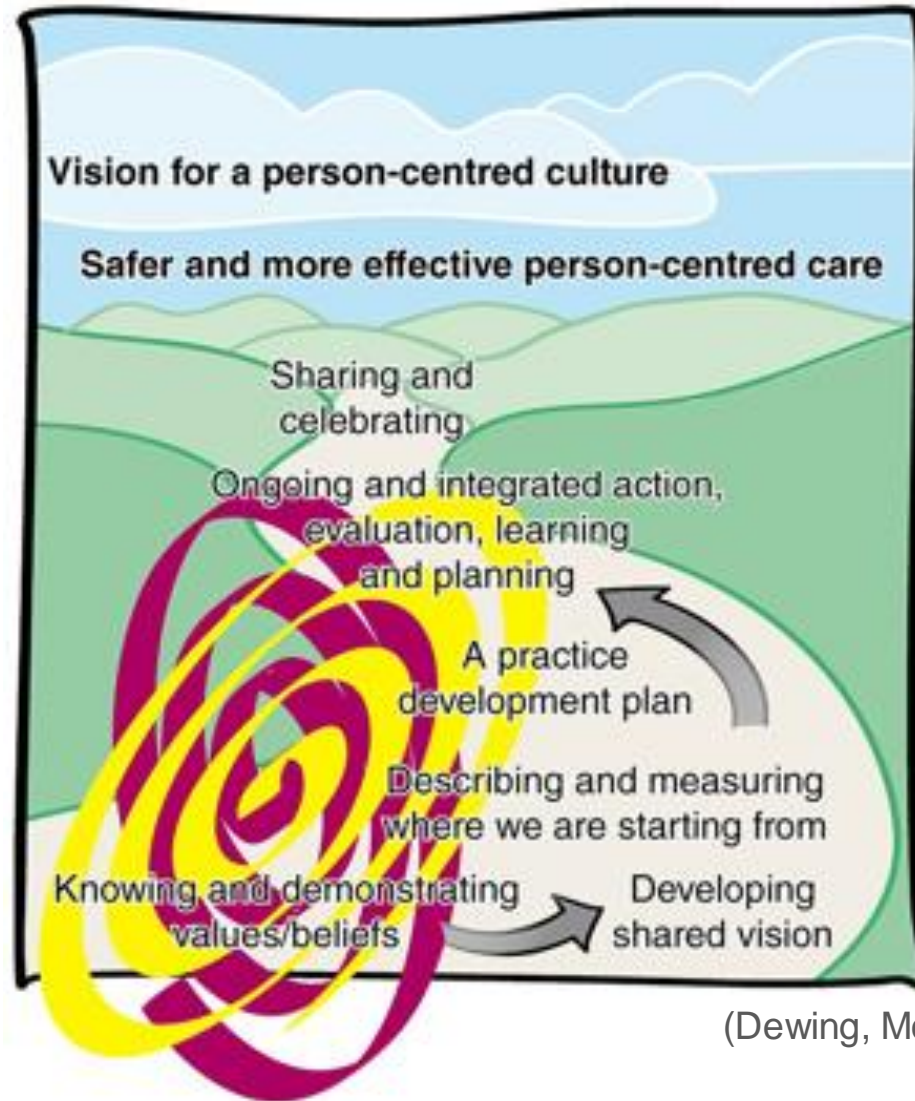 Vision for a person-centred culture
Safer and more effective person-centred care
Sharing and
celebrating
Ongoing and integrated action,
evaluation, learning
and planning
A practice
development plan
Describing and measuring
where we are starting from
Knowing and demonstrating
values/beliefs
Developing
shared vision
(Dewing,